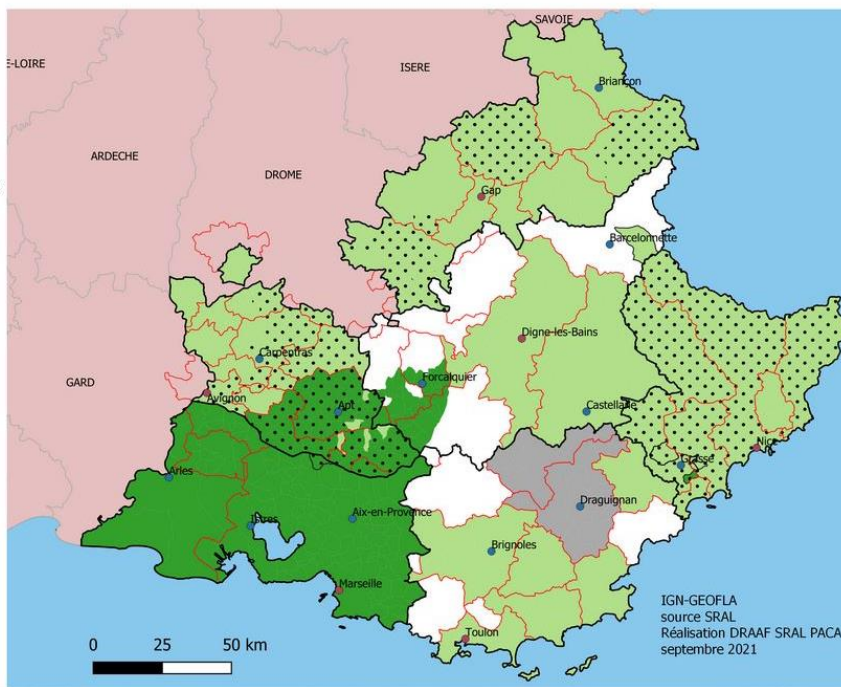 SAVOIE
E-LOIRE
ISERE
Briançon
ARDECHE
DROME
Gap
Barcelonnette
Digne-les-Bains
Carpentras
Forcalquier
GARD
Avignon
Apt
Castellane
Nice
Grasse
Arles
Draguignan
Istres
Aix-en-Provence
Brignoles
Marseille
Toulon
IGN-GEOFLA
source SRAL
Réalisation DRAAF SRAL PACA
septembre 2021
0 25 50 km